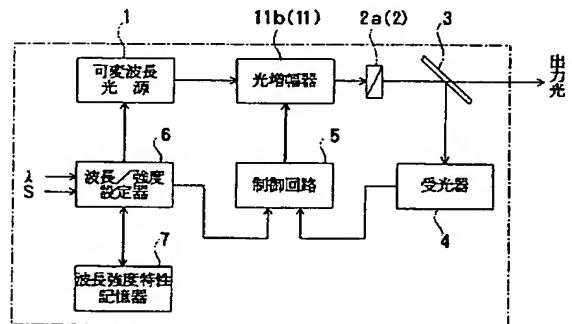 1
11b(11)
2a(2)
3
可変波長
光 源
光増幅器
出力光
6
5
λ
S
波長/強度
設定器
制御回路
受光器
4
7
波長強度特性
記憶器